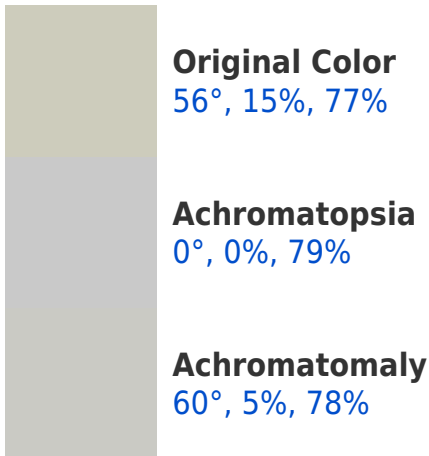 Original Color
56°, 15%, 77%
Achromatopsia
0°, 0%, 79%
Achromatomaly
60°, 5%, 78%